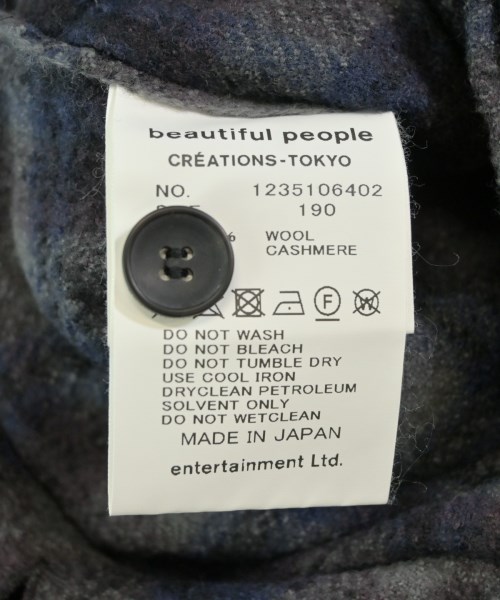 beautiful people
CRÉATIONS-TOKYO
NO. 1235106402
190
% WOOL
CASHMERE
DO NOT WASH
DO NOT BLEACH
DO NOT TUMBLE DRY
USE COOL IRON
DRYCLEAN PETROLEUM
SOLVENT ONLY
DO NOT WETCLEAN
MADE IN JAPAN
entertainment Ltd.